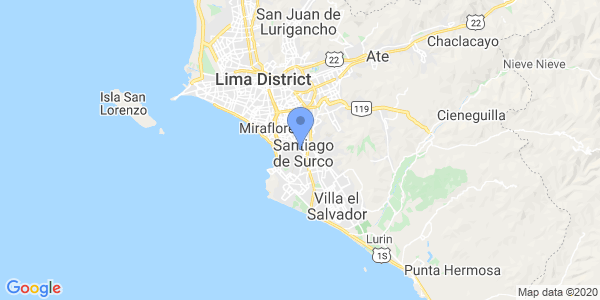 San Juan de
Lurigancho
22
Chaclacayo
Ate
22
Nieve Nieve
Lima District
Isla San
Lorenzo
119
Cieneguilla
Miraflore
Santiago
de Surco
Villa el
Salvador
Lurin
1S
Punta Hermosa
Google
Map data ©2020